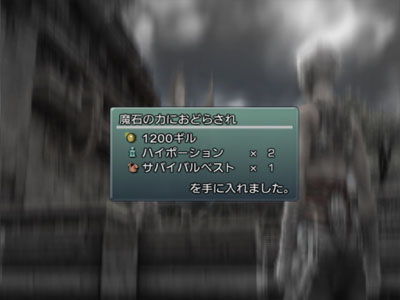 魔石の力におどらされ
1200ギル
ハイポーション × 2
サバイバルベスト × 1
を手に入れました。